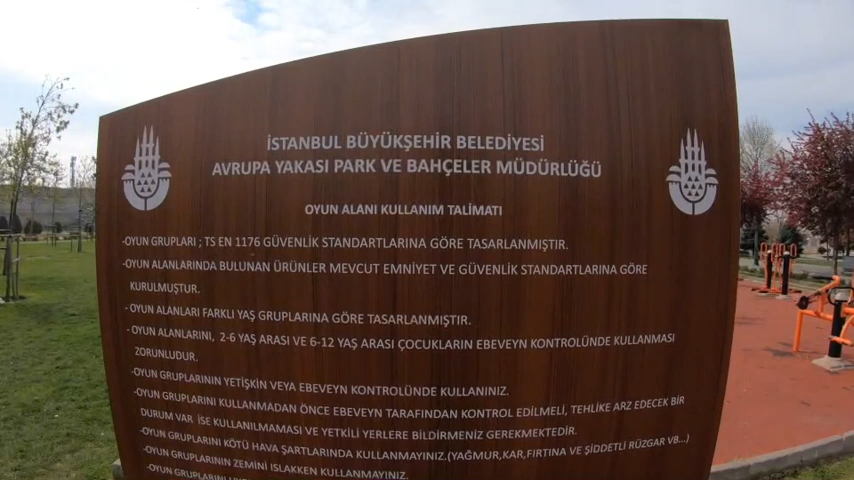 İSTANBUL BÜYÜKŞEHİR BELEDİYESİ
AVRUPA YAKASI PARK VE BAHÇELER MÜDÜRLÜĞÜ
OYUN ALANI KULLANIM TALİMATI
-OYUN GRUPLARI ; TS EN 1176 GÜVENLİK STANDARTLARINA GÖRE TASARLANMIŞTIR.
-OYUN ALANLARINDA BULUNAN ÜRÜNLER MEVCUT EMNİYET VE GÜVENLİK STANDARTLARINA GÖRE
KURULMUŞTUR.
-OYUN ALANLARI FARKLI YAŞ GRUPLARINA GÖRE TASARLANMIŞTIR.
-OYUN ALANLARINI, 2-6 YAŞ ARASI VE 6-12 YAŞ ARASI ÇOCUKLARIN EBEVEYN KONTROLÜNDE KULLANMASI
ZORUNLUDUR.
-OYUN GRUPLARININ YETİŞKİN VEYA EBEVEYN KONTROLÜNDE KULLANINIZ.
-OYUN GRUPLARINI KULLANMADAN ÖNCE EBEVEYN TARAFINDAN KONTROL EDİLMELİ, TEHLİKE ARZ EDECEK BİR
DURUM VAR İSE KULLANILMAMASI VE YETKİLİ YERLERE BİLDİRMENİZ GEREKMEKTEDİR.
-OYUN GRUPLARINI KÖTÜ HAVA ŞARTLARINDA KULLANMAYINIZ.(YAĞMUR,KAR,FIRTINA VE ŞİDDETLİ RÜZGAR V8..)
-OYUN GRUPLARININ ZEMİNİ ISLAKKEN KULLANMAYINIZ.